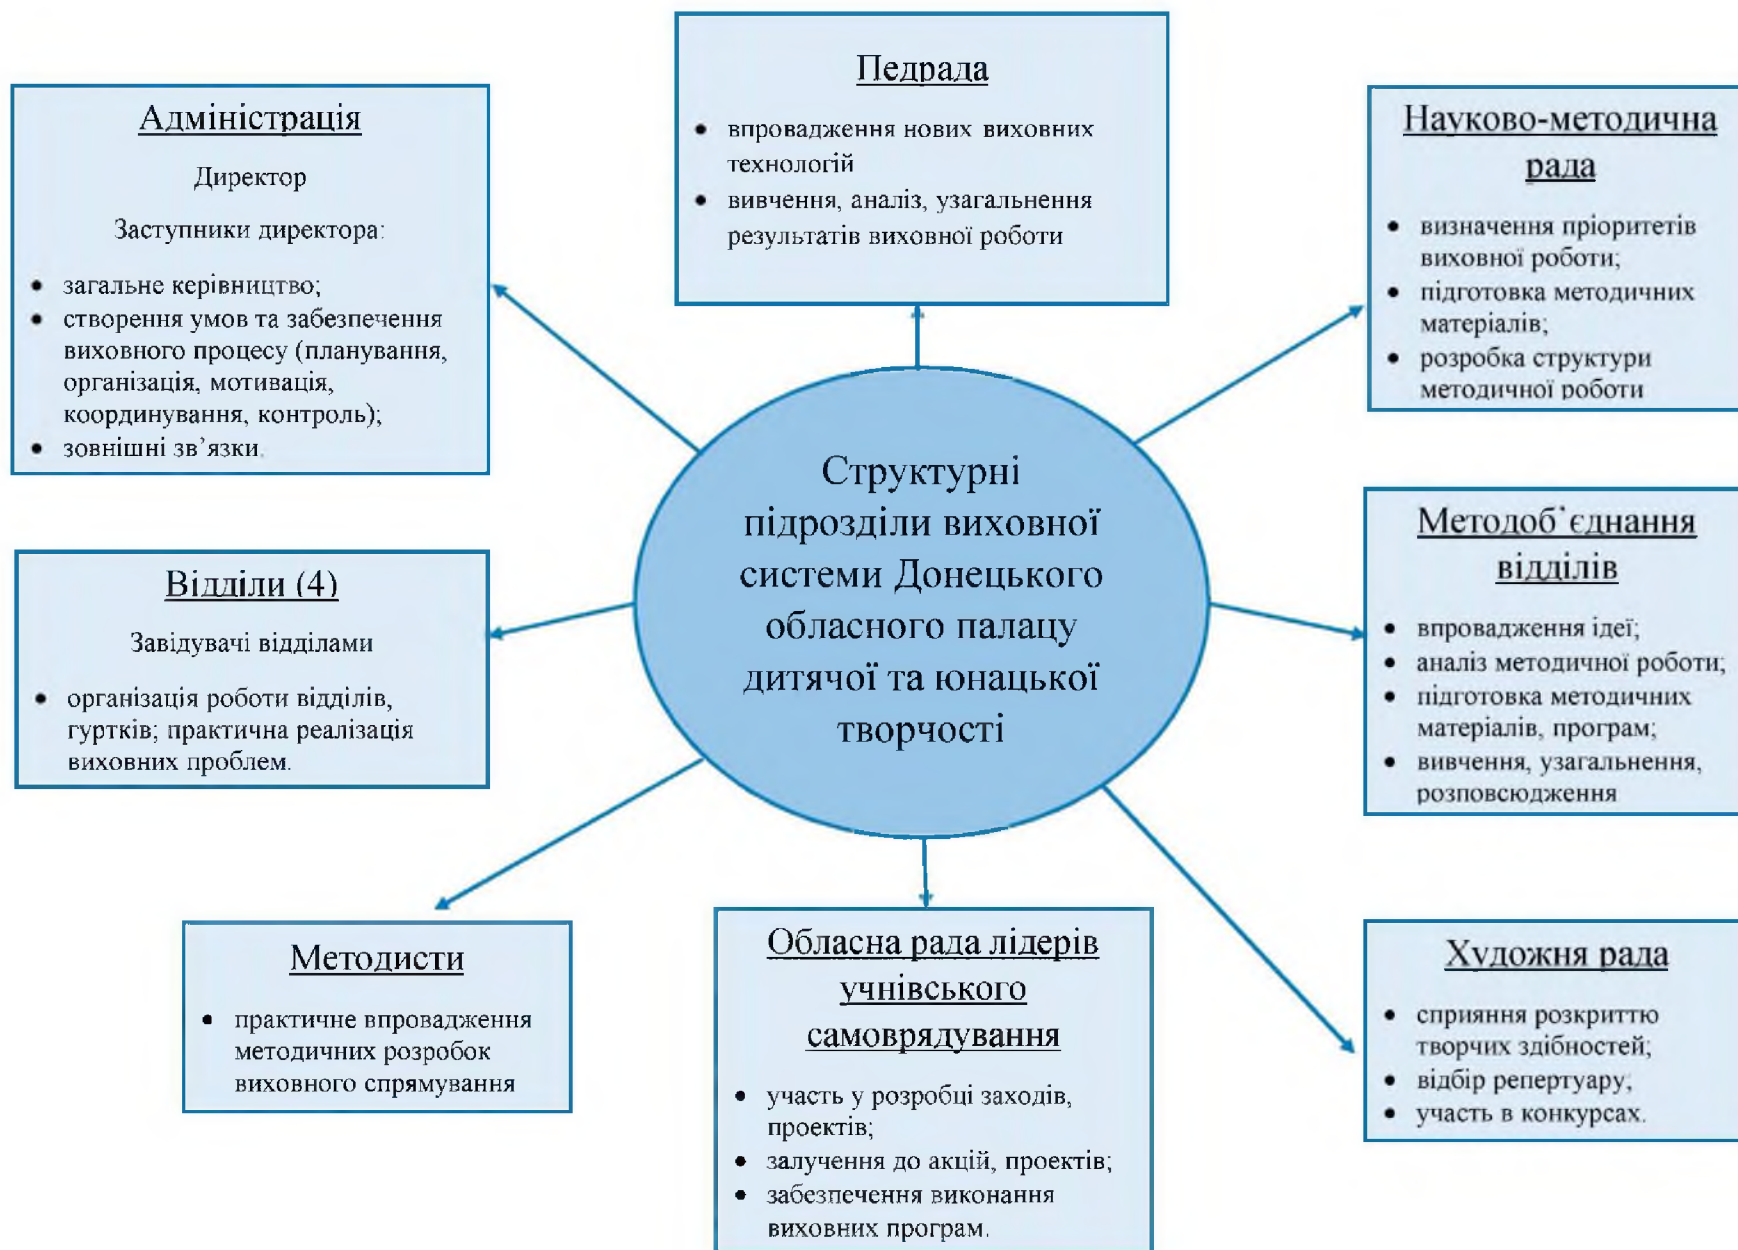 Педрада
впровадження нових виховних
технологій
вивчення, аналіз, узагальнення
результатів виховної роботи
Адміністрація
Директор
Заступники директора:
загальне керівництво;
створення умов та забезпечення
виховного процесу (планування,
організація, мотивація,
координування, контроль);
зовнішні зв’язки.
Науково-методична
рада
визначення пріоритетів
виховної роботи;
підготовка методичних
матеріалів;
розробка структури
методичної роботи
Структурні
підрозділи виховної
системи Донецького
обласного палацу
дитячої та юнацької
творчості
Відділи (4)
Завідувачі відділами
організація роботи відділів,
гуртків; практична реалізація
виховних проблем.
Методоб`єднання
відділів
впровадження ідеї;
аналіз методичної роботи;
підготовка методичних
матеріалів, програм;
вивчення, узагальнення,
розповсюдження
Методисти
практичне впровадження
методичних розробок
виховного спрямування
Обласна рада лідерів
учнівського
самоврядування
участь у розробці заходів,
проектів;
залучення до акцій, проектів;
забезпечення виконання
виховних програм.
Художня рада
сприяння розкриттю
творчих здібностей;
відбір репертуару;
участь в конкурсах.